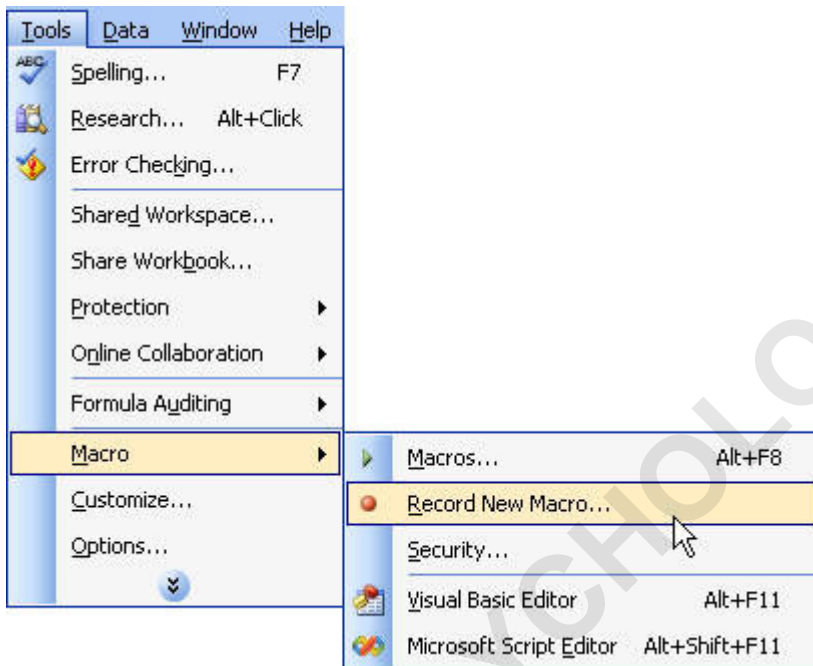 Tools Data Window Help
ABC
Spelling... F7
Research... Alt+Click
Error Checking...
Shared Workspace...
Share Workbook...
Protection
Online Collaboration
Formula Auditing
Macro
Customize...
Options...
Macros... Alt+F8
Record New Macro...
Security...
Visual Basic Editor Alt+F11
Microsoft Script Editor Alt+Shift+F11
YCHOLO